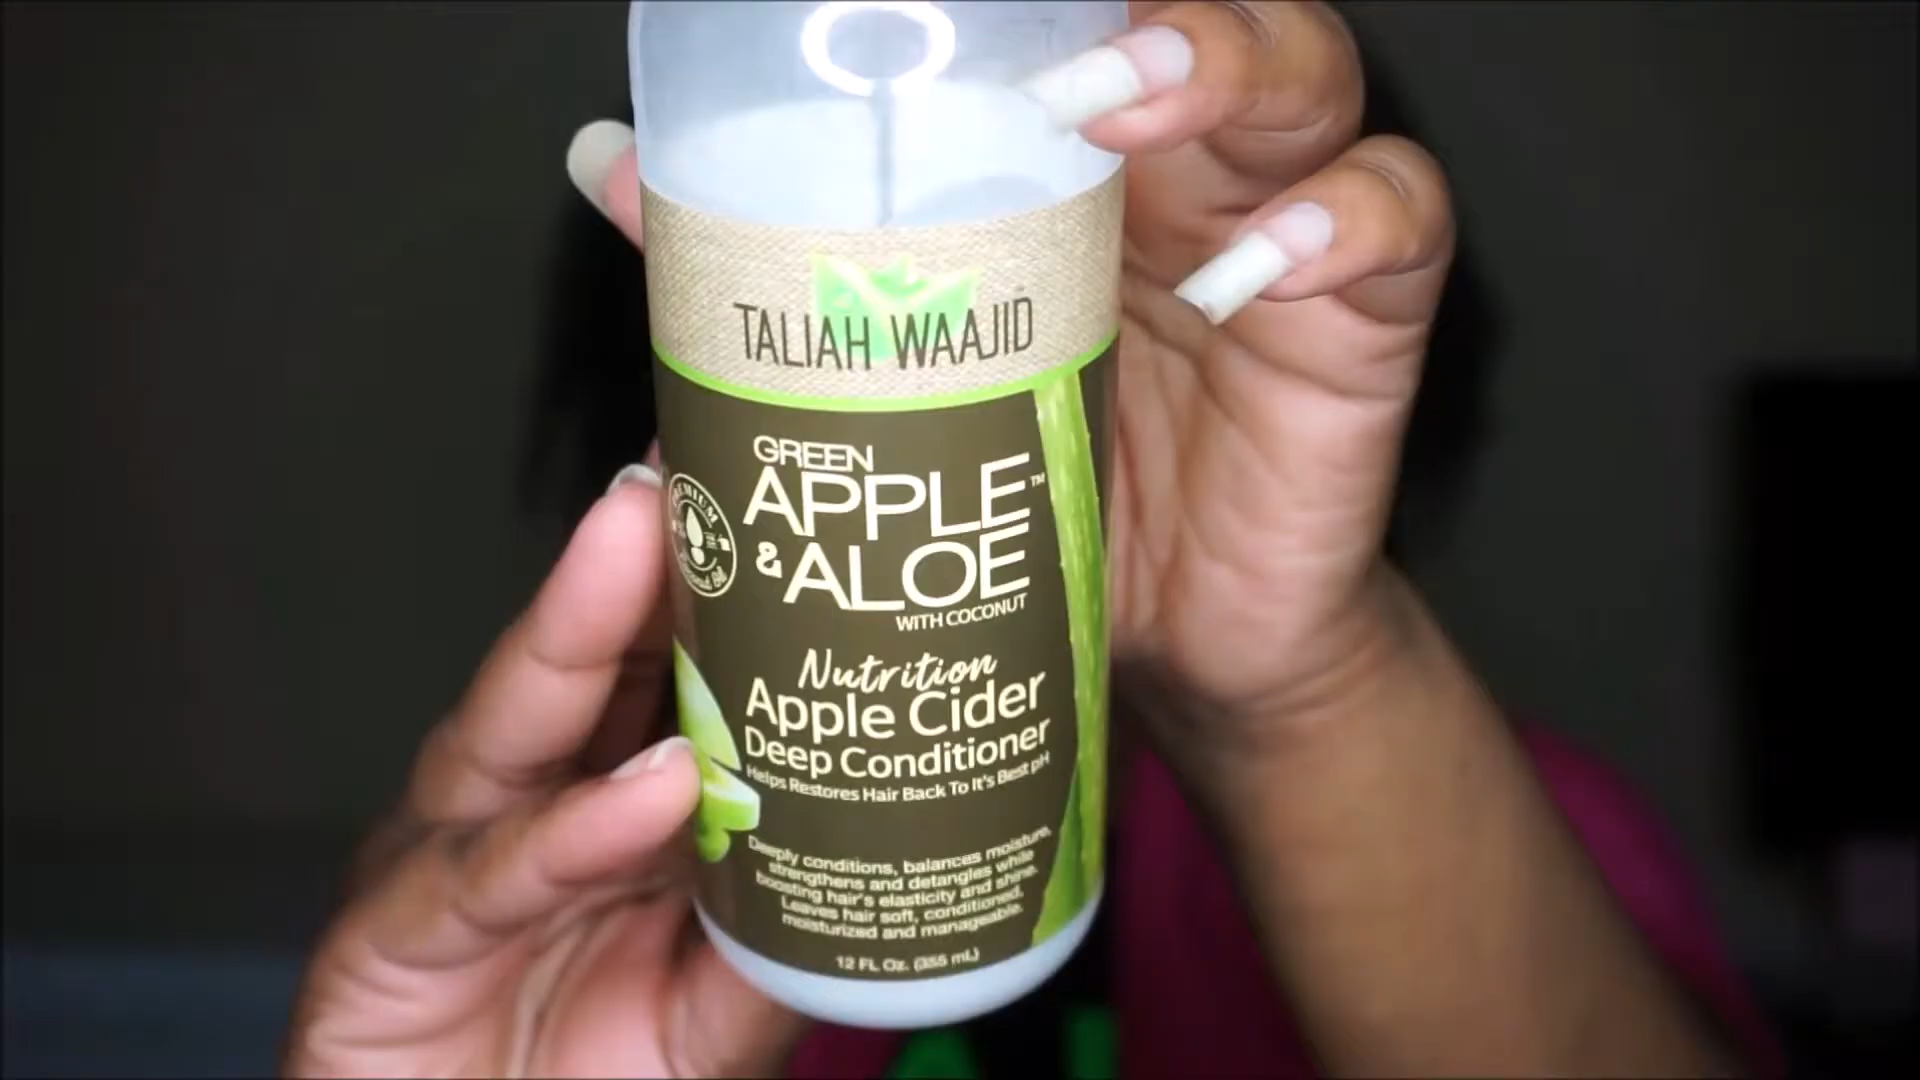 TALIAH WAAJID
GREEN
APPLE™
& ALOE
WITH COCONUT
PREMIUM
Nutrition
Apple Cider
Deep Conditioner
Helps Restores Hair Back To It's Best pH
Deeply conditions, balances moisture,
strengthens and detangles while
boosting hair's elasticity and shine.
Leaves hair soft, conditioned,
moisturized and manageable.
12 FL Oz. (355 mL)